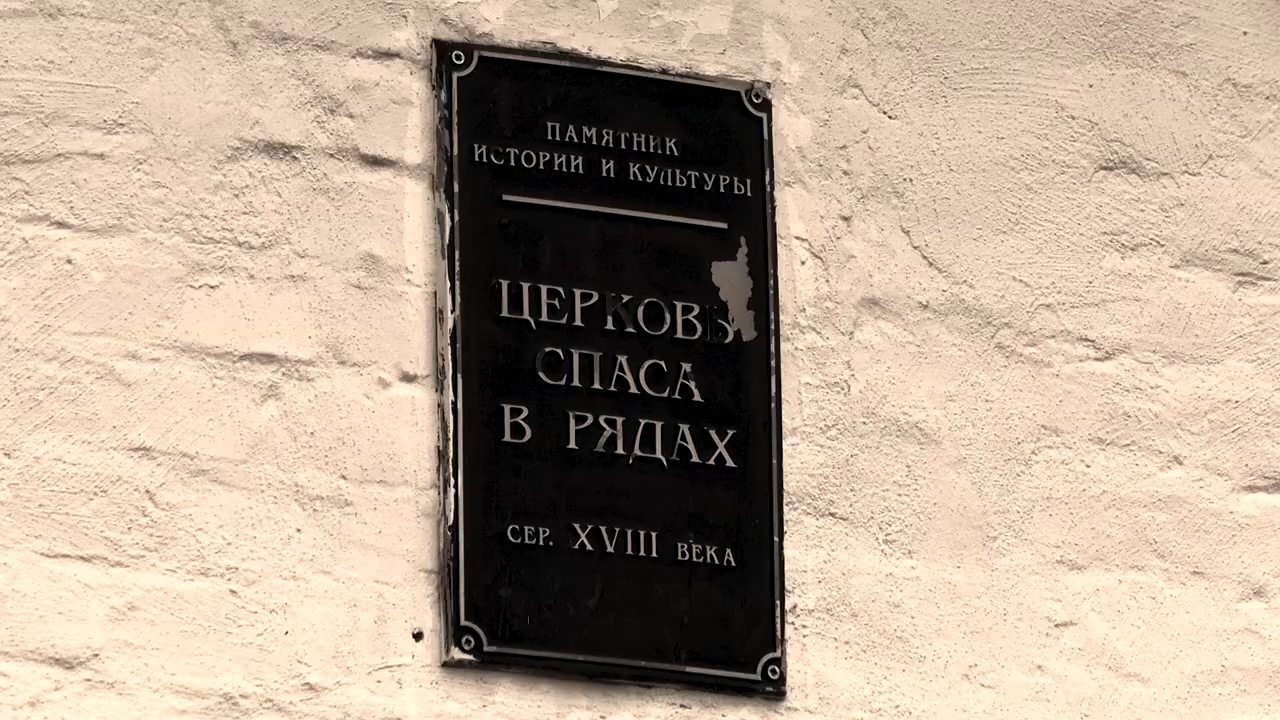 ПАМЯТНИК
ИСТОРИИ И КУЛЬТУРЫ
ЦЕРКОВЬ
СПАСА
В РЯДАХ
СЕР. XVIII ВЕКА